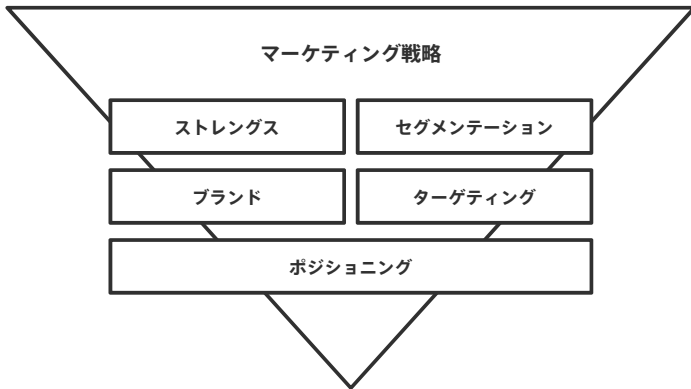 マーケティング戦略
ストレングス
セグメンテーション
ブランド
ターゲティング
ポジショニング